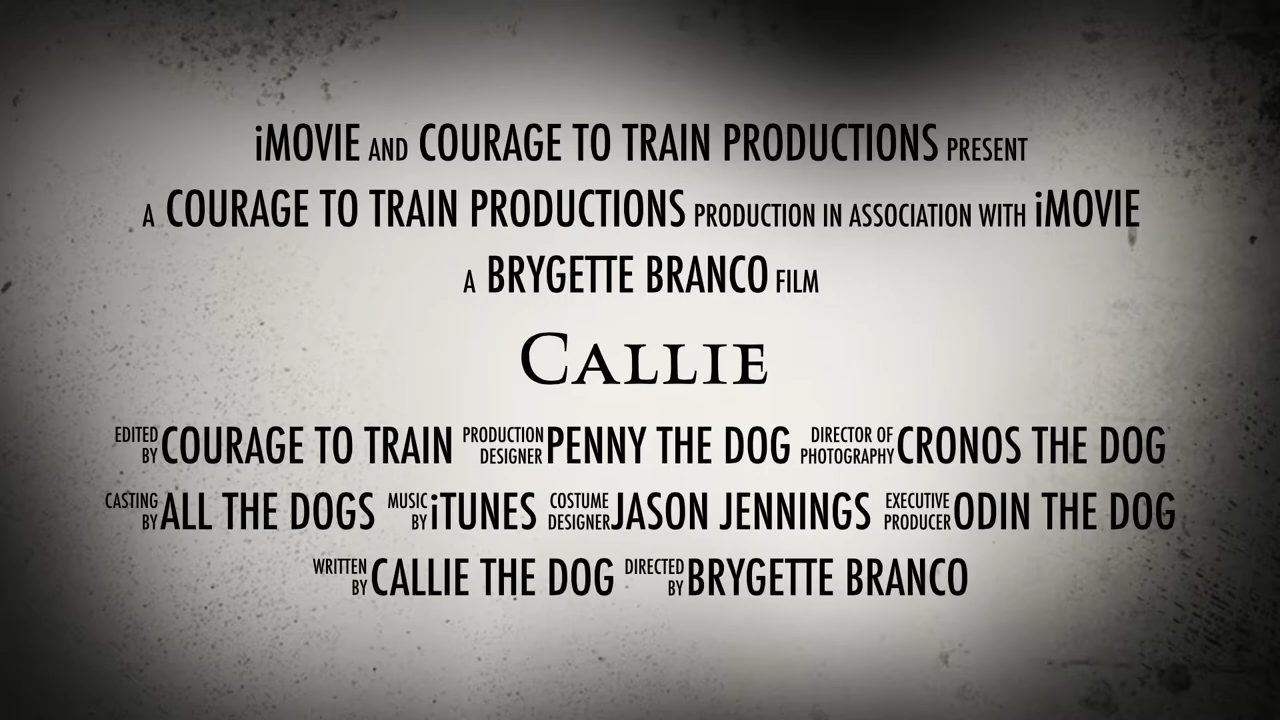 iMOVIE AND COURAGE TO TRAIN PRODUCTIONS PRESENT
A COURAGE TO TRAIN PRODUCTIONS PRODUCTION IN ASSOCIATION WITH iMOVIE
A BRYGETTE BRANCO FILM
CALLIE
EDITED BY COURAGE TO TRAIN PRODUCTION DESIGNER PENNY THE DOG DIRECTOR OF PHOTOGRAPHY CRONOS THE DOG
CASTING BY ALL THE DOGS MUSIC BY iTUNES COSTUME DESIGNER JASON JENNINGS EXECUTIVE PRODUCER ODIN THE DOG
WRITTEN BY CALLIE THE DOG DIRECTED BY BRYGETTE BRANCO